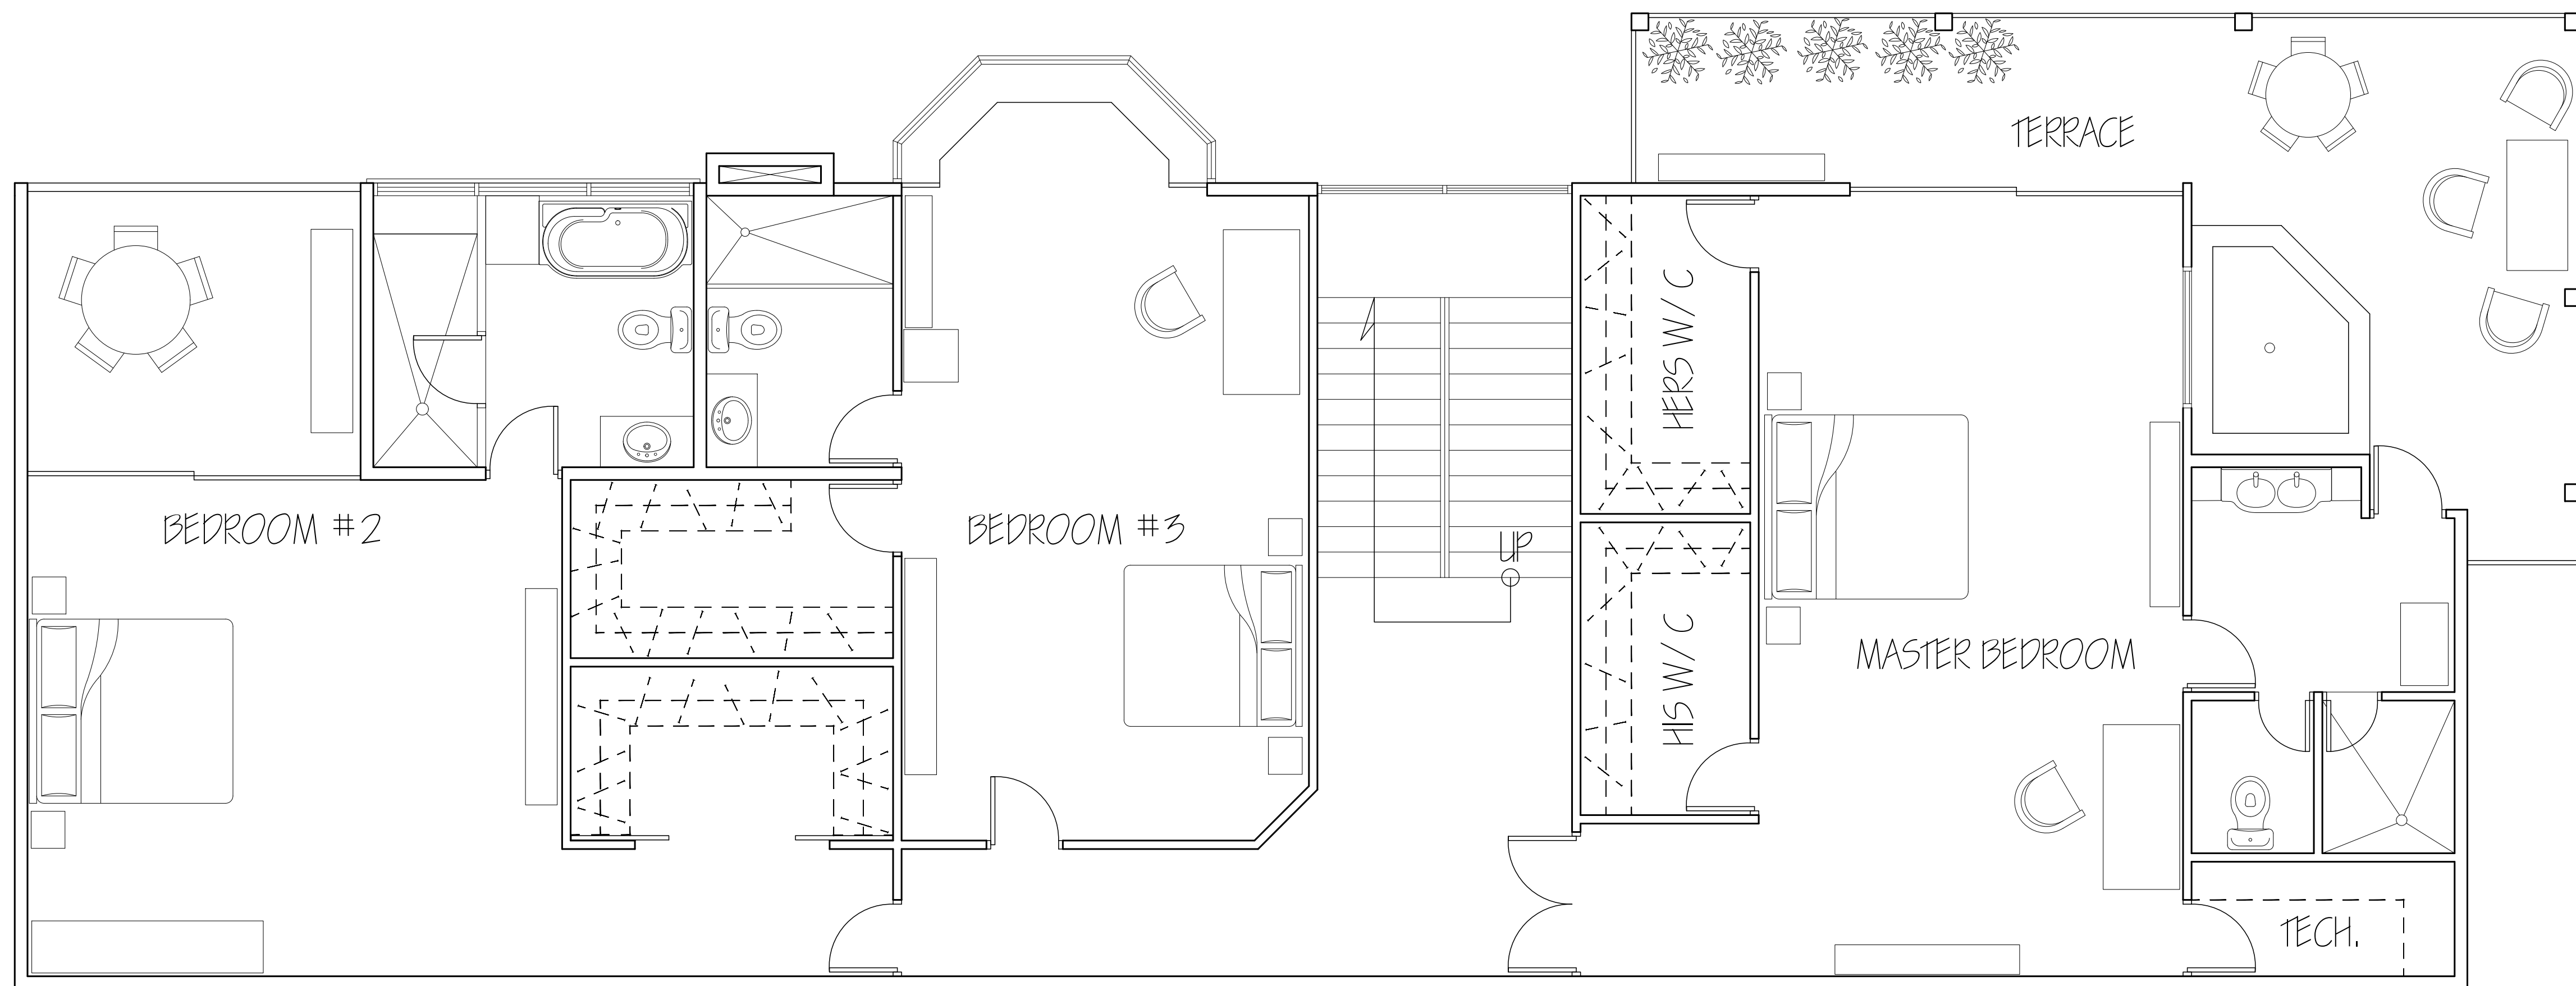 TERRACE
HERS W/C
BEDROOM #2
BEDROOM #3
UP
HIS W/C
MASTER BEDROOM
TECH.